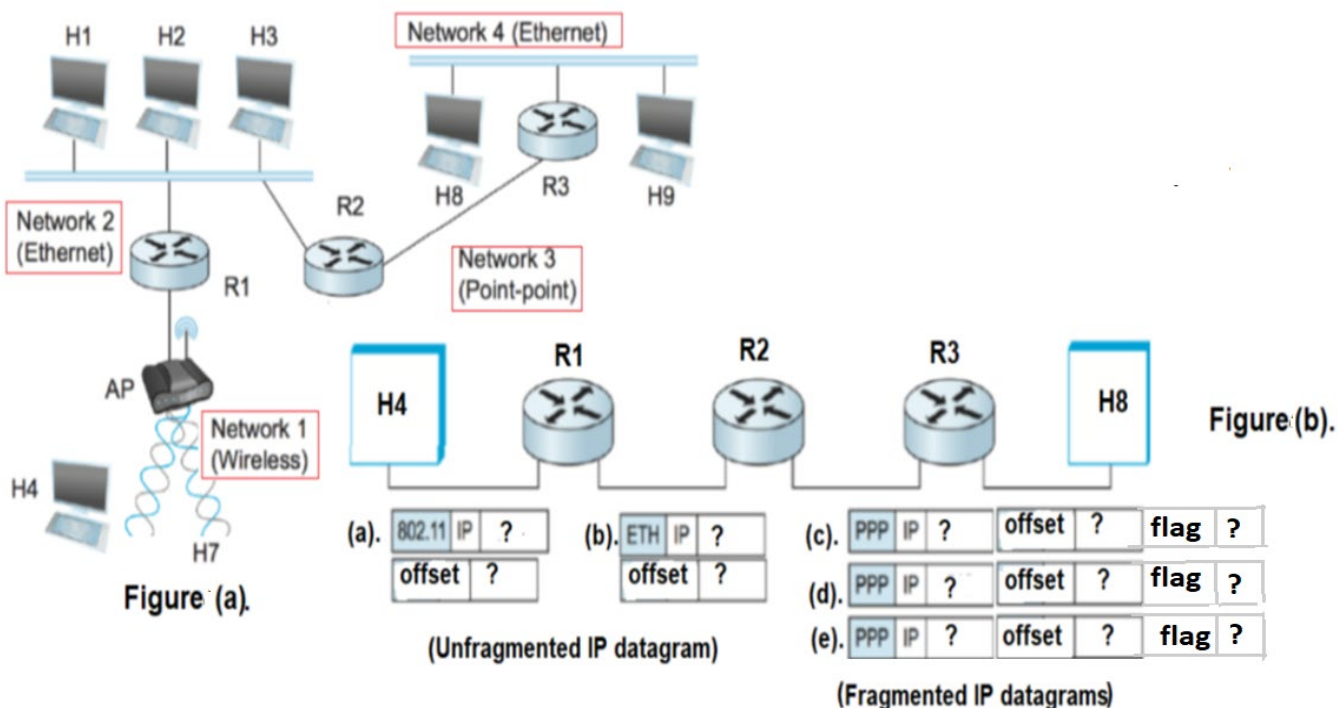 H1 H2 H3
Network 4 (Ethernet)
H8 R3 H9
Network 2
(Ethernet)
R1
R2
Network 3
(Point-point)
AP
Network 1
(Wireless)
H4
H7
Figure (a).
H4 R1 R2 R3 H8
Figure (b).
(a). 802.11 IP ?
offset ?
(b). ETH IP ?
offset ?
(c). PPP IP ? offset ? flag ?
(d). PPP IP ? offset ? flag ?
(e). PPP IP ? offset ? flag ?
(Unfragmented IP datagram)
(Fragmented IP datagrams)